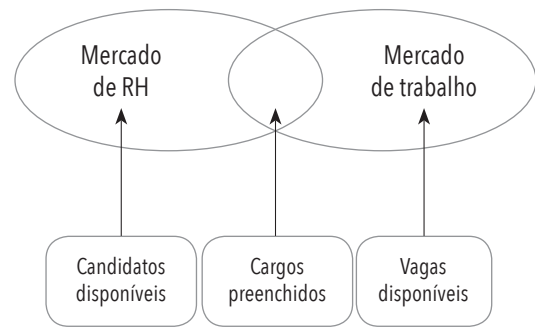 Mercado
de RH
Mercado
de trabalho
Candidatos
disponíveis
Cargos
preenchidos
Vagas
disponíveis